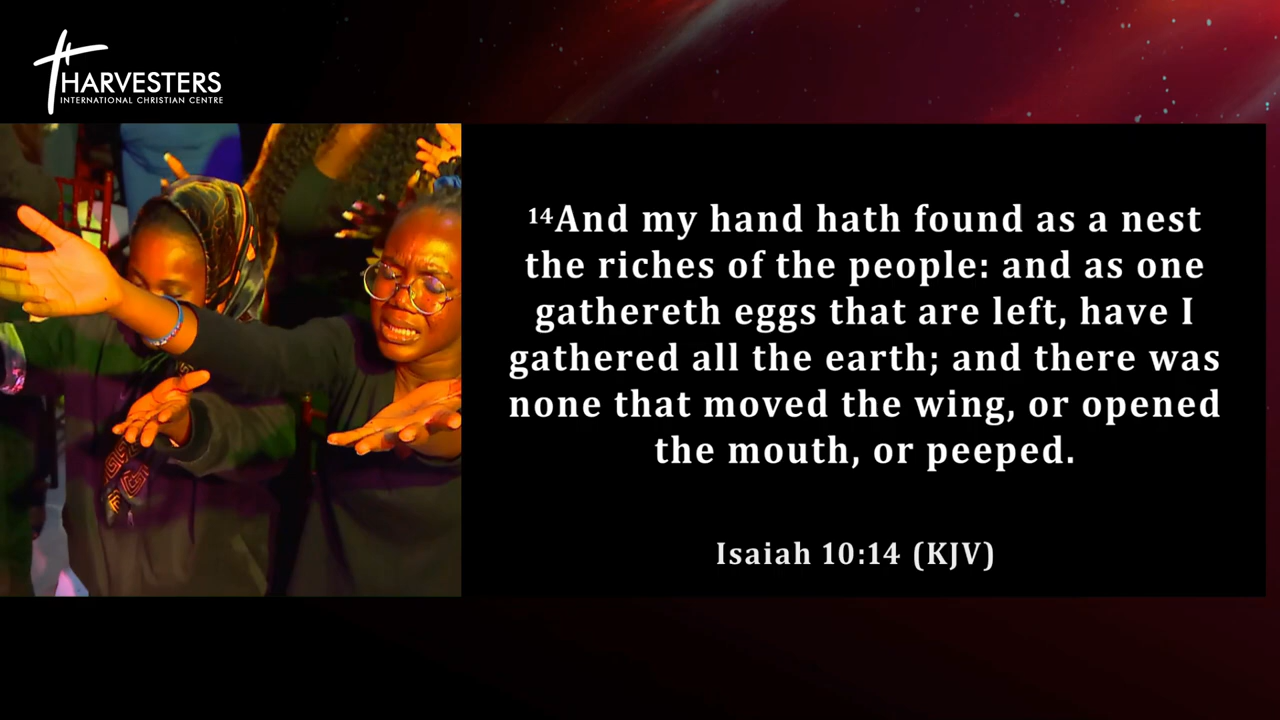 HARVESTERS
INTERNATIONAL CHRISTIAN CENTRE
14And my hand hath found as a nest
the riches of the people: and as one
gathereth eggs that are left, have I
gathered all the earth; and there was
none that moved the wing, or opened
the mouth, or peeped.
Isaiah 10:14 (KJV)